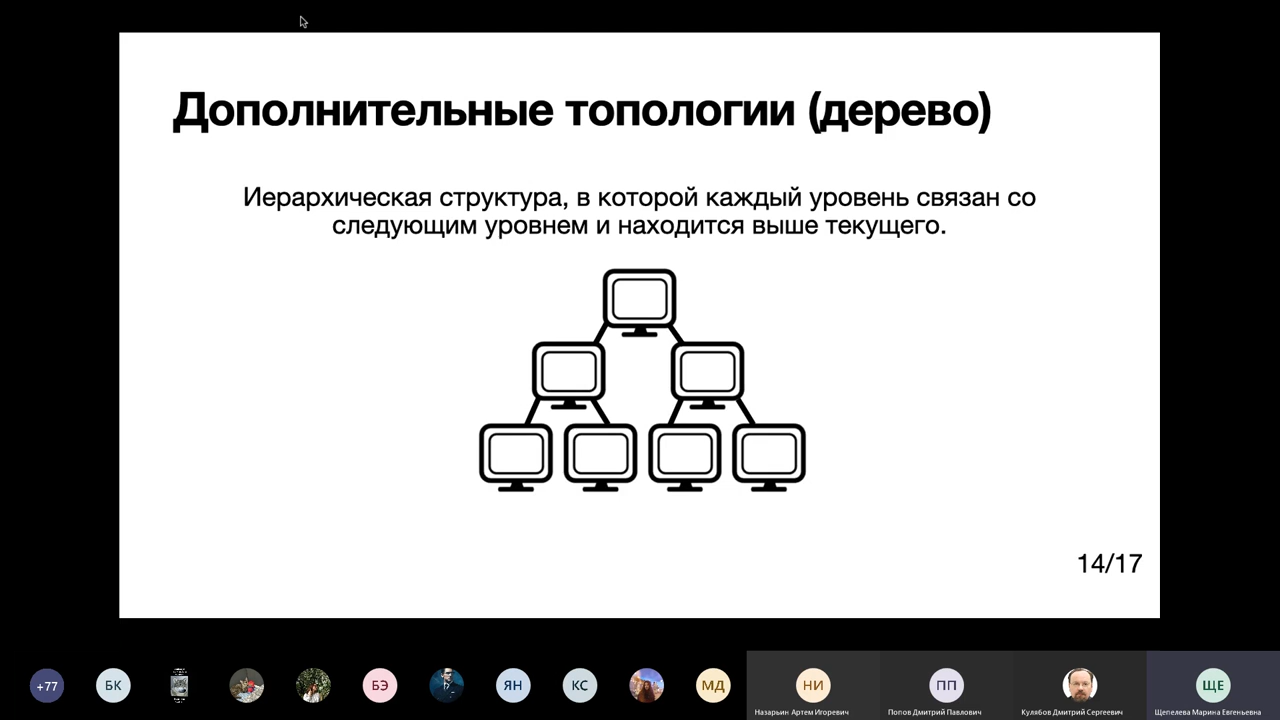 Дополнительные топологии (дерево)
Иерархическая структура, в которой каждый уровень связан со
следующим уровнем и находится выше текущего.
14/17
+77
БК
БЭ
ЯН
КС
МД
НИ
ПП
ЩЕ
Назарьин Артем Игоревич
Попов Дмитрий Павлович
Кулябов Дмитрий Сергеевич
Щепелева Марина Евгеньевна